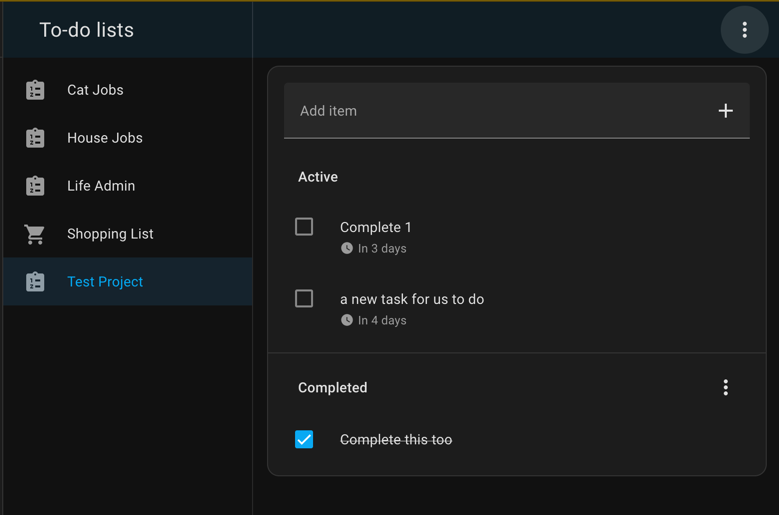 To-do lists
Cat Jobs
House Jobs
Life Admin
Shopping List
Test Project
Add item
Active
Complete 1
In 3 days
a new task for us to do
In 4 days
Completed
Complete this too